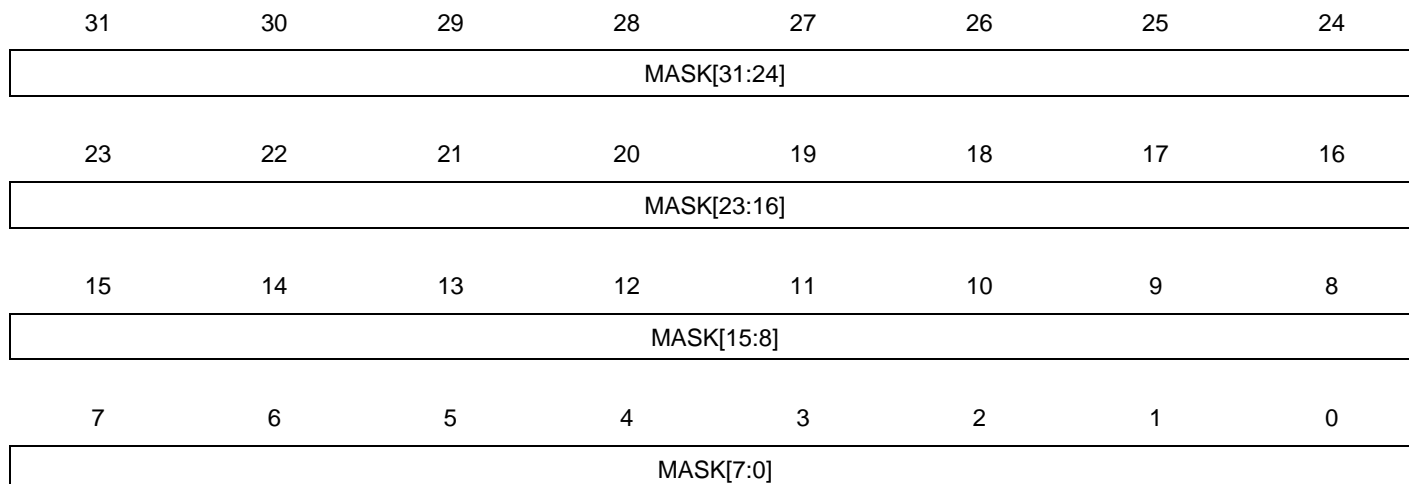 31 30 29 28 27 26 25 24
MASK[31:24]
23 22 21 20 19 18 17 16
MASK[23:16]
15 14 13 12 11 10 9 8
MASK[15:8]
7 6 5 4 3 2 1 0
MASK[7:0]